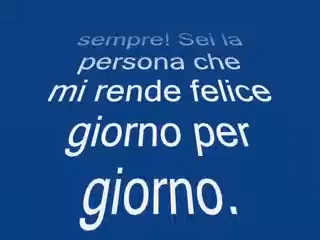 sempre! Sei la
persona che
mi rende felice
giorno per
giorno.